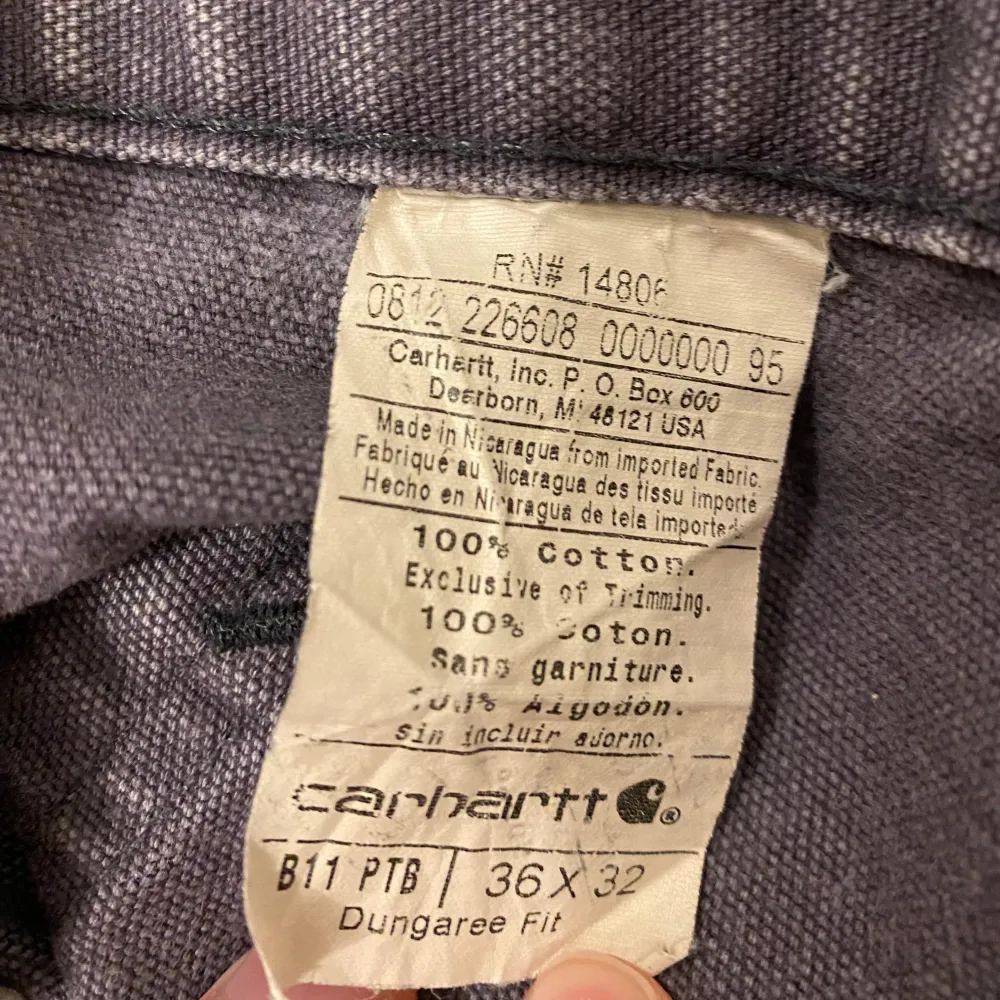 RN# 14806
0812 226608 0000000 95
Carhartt, Inc. P. O. Box 600
Dearborn, MI 48121 USA
Made in Nicaragua from imported Fabric.
Fabriqué au Nicaragua des tissu importé
Hecho en Nicaragua de tela importada
100% Cotton.
Exclusive of Trimming.
100% Coton.
Sans garniture.
100% Algodón.
sin incluir adorno.
carhartt ®
B11 PTB | 36 X 32
Dungaree Fit